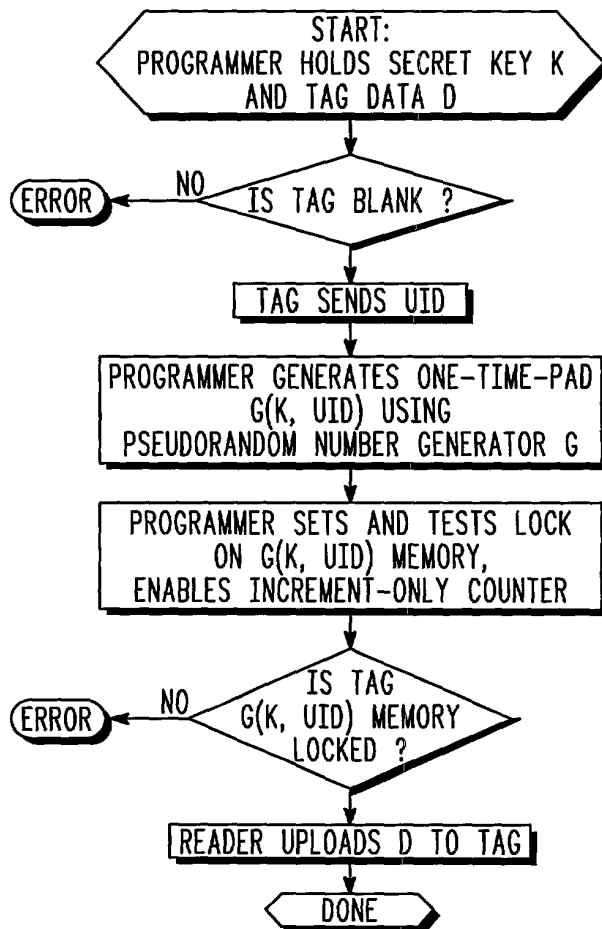 START:
PROGRAMMER HOLDS SECRET KEY K
AND TAG DATA D
IS TAG BLANK ?
NO
ERROR
TAG SENDS UID
PROGRAMMER GENERATES ONE-TIME-PAD
G(K, UID) USING
PSEUDORANDOM NUMBER GENERATOR G
PROGRAMMER SETS AND TESTS LOCK
ON G(K, UID) MEMORY,
ENABLES INCREMENT-ONLY COUNTER
IS TAG
G(K, UID) MEMORY
LOCKED ?
NO
ERROR
READER UPLOADS D TO TAG
DONE